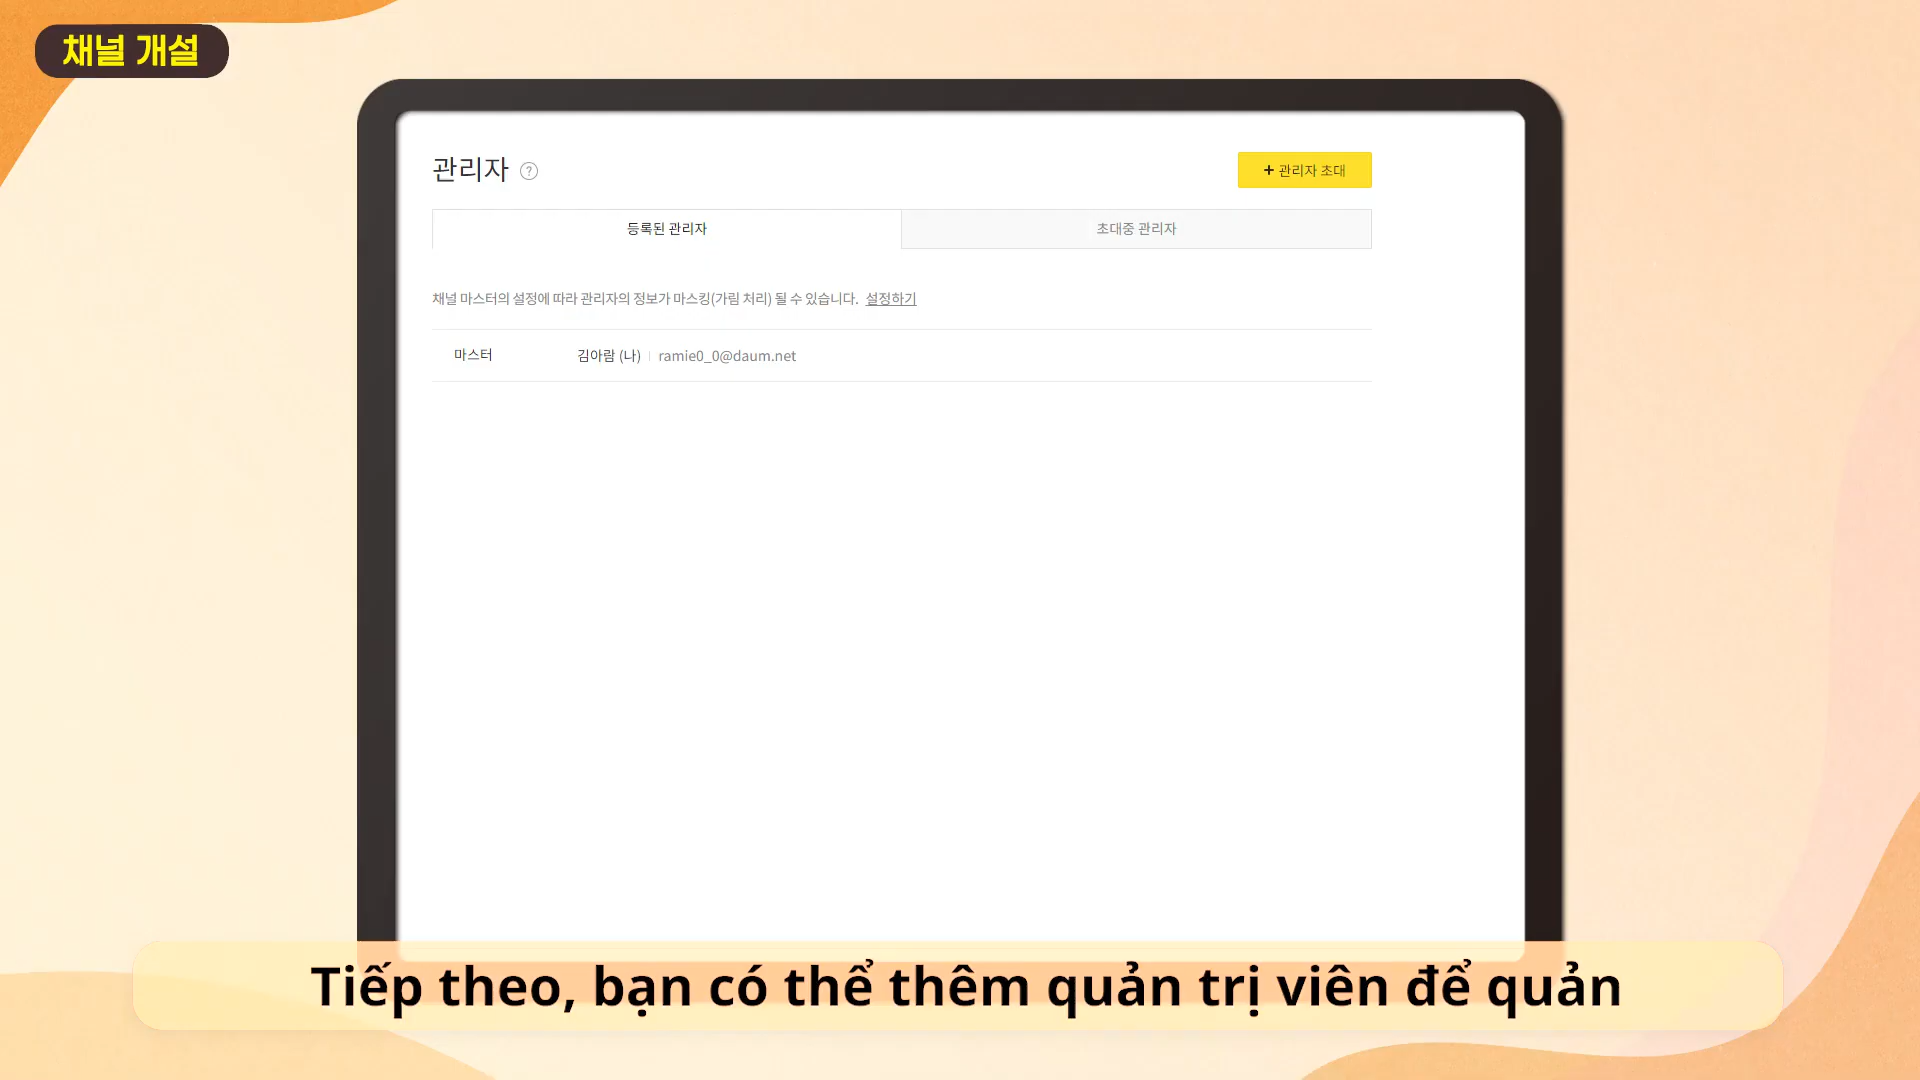 채널 개설
관리자 ?
+ 관리자 초대
등록된 관리자
초대중 관리자
채널 마스터의 설정에 따라 관리자의 정보가 마스킹(가림 처리) 될 수 있습니다. 설정하기
마스터 김아람 (나) | ramie0_0@daum.net
Tiếp theo, bạn có thể thêm quản trị viên để quản